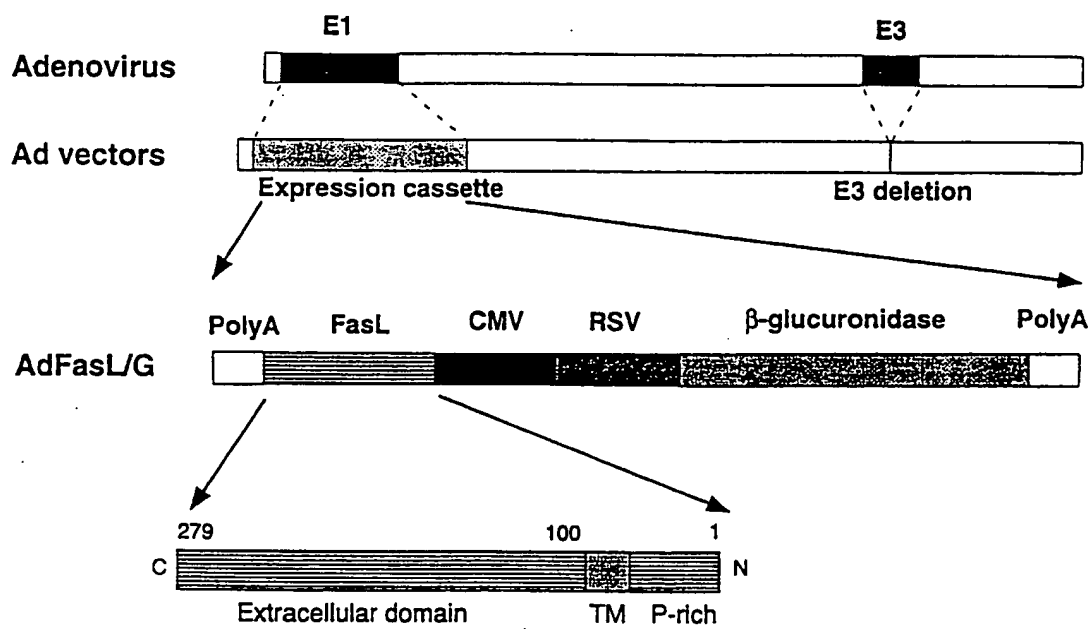 E1 E3
Adenovirus
Ad vectors
Expression cassette E3 deletion
PolyA FasL CMV RSV β-glucuronidase PolyA
AdFasL/G
279 100 1
C N
Extracellular domain TM P-rich